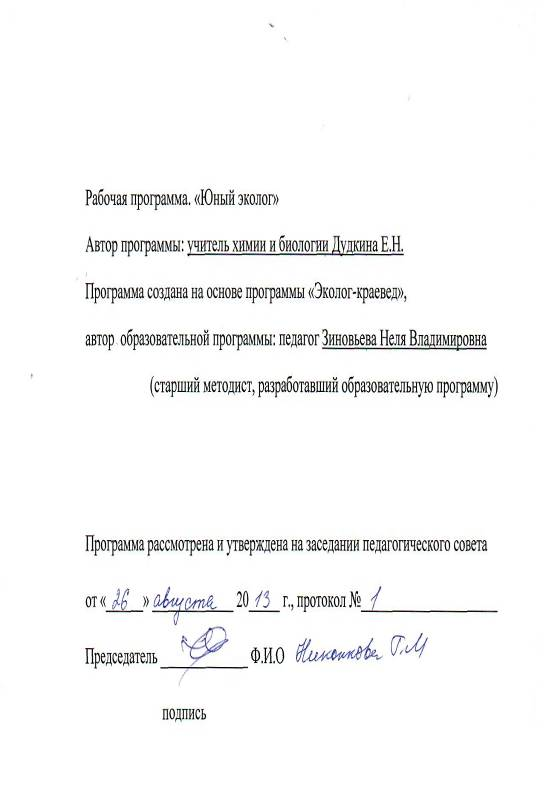 Рабочая программа. «Юный эколог»
Автор программы: учитель химии и биологии Дудкина Е.Н.
Программа создана на основе программы «Эколог-краевед»,
автор образовательной программы: педагог Зиновьева Неля Владимировна
(старший методист, разработавший образовательную программу)
Программа рассмотрена и утверждена на заседании педагогического совета
от «26» августа 2013 г., протокол № 1
Председатель Ф.И.О Г.М
подпись